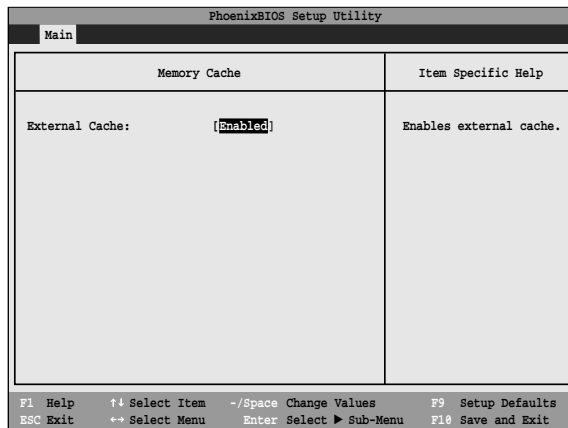 PhoenixBIOS Setup Utility
Main
Memory Cache
Item Specific Help
External Cache: [Enabled]
Enables external cache.
F1 Help ↑↓ Select Item -/Space Change Values F9 Setup Defaults
ESC Exit ←→ Select Menu Enter Select ▶ Sub-Menu F10 Save and Exit